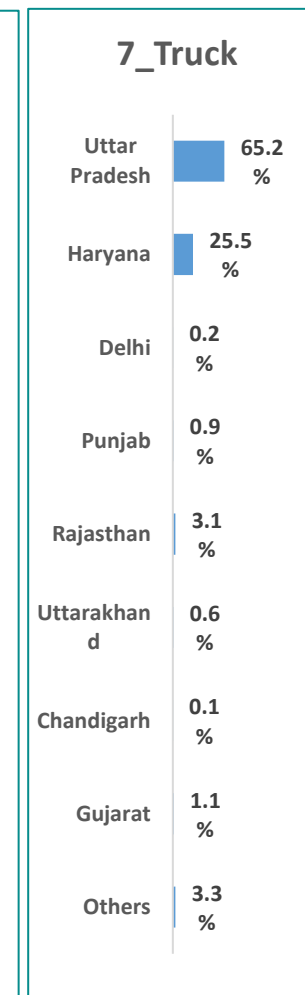 7_Truck
Uttar
Pradesh
65.2
%
Haryana
25.5
%
Delhi
0.2
%
Punjab
0.9
%
Rajasthan
3.1
%
Uttarakhan
d
0.6
%
Chandigarh
0.1
%
Gujarat
1.1
%
Others
3.3
%